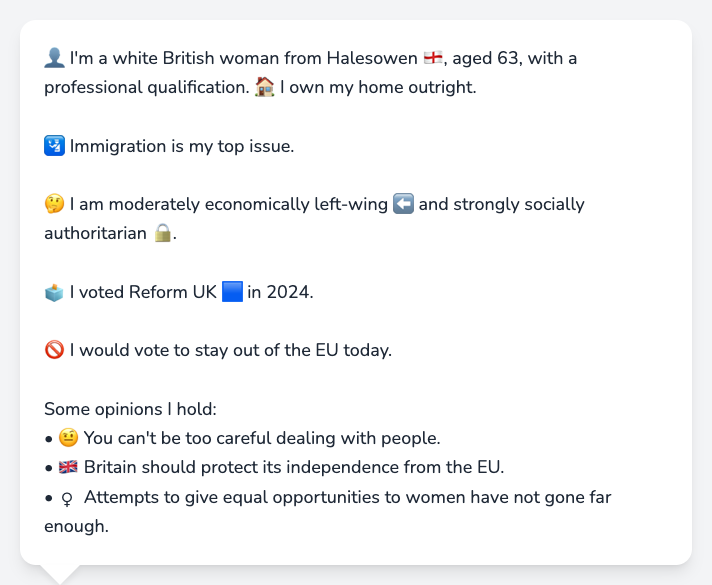 👤 I'm a white British woman from Halesowen 🏴󠁧󠁢󠁥󠁮󠁧󠁿, aged 63, with a
professional qualification. 🏠 I own my home outright.
🛂 Immigration is my top issue.
🤔 I am moderately economically left-wing ⬅️ and strongly socially
authoritarian 🔒.
🗳️ I voted Reform UK 🟦 in 2024.
🚫 I would vote to stay out of the EU today.
Some opinions I hold:
• 🤨 You can't be too careful dealing with people.
• 🇬🇧 Britain should protect its independence from the EU.
• ♀ Attempts to give equal opportunities to women have not gone far
enough.